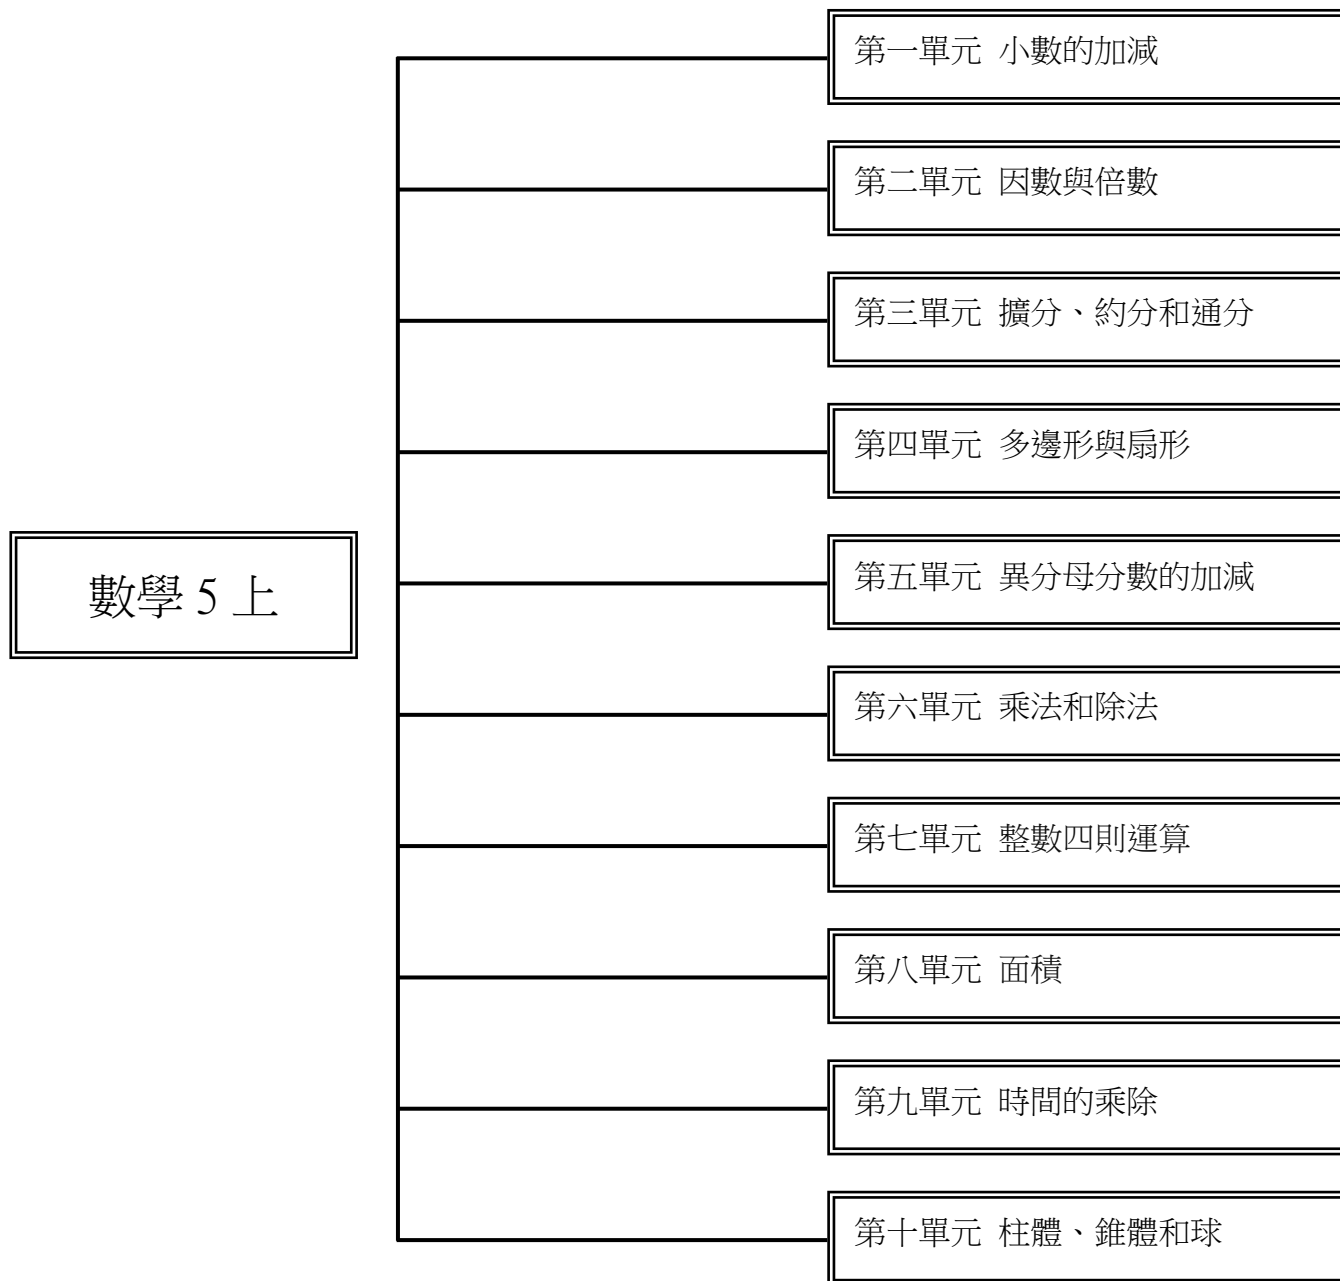 第一單元 小數的加減
第二單元 因數與倍數
第三單元 擴分、約分和通分
第四單元 多邊形與扇形
數學 5 上
第五單元 異分母分數的加减
第六單元 乘法和除法
第七單元 整數四則運算
第八單元 面積
第九單元 時間的乘除
第十單元 柱體、錐體和球